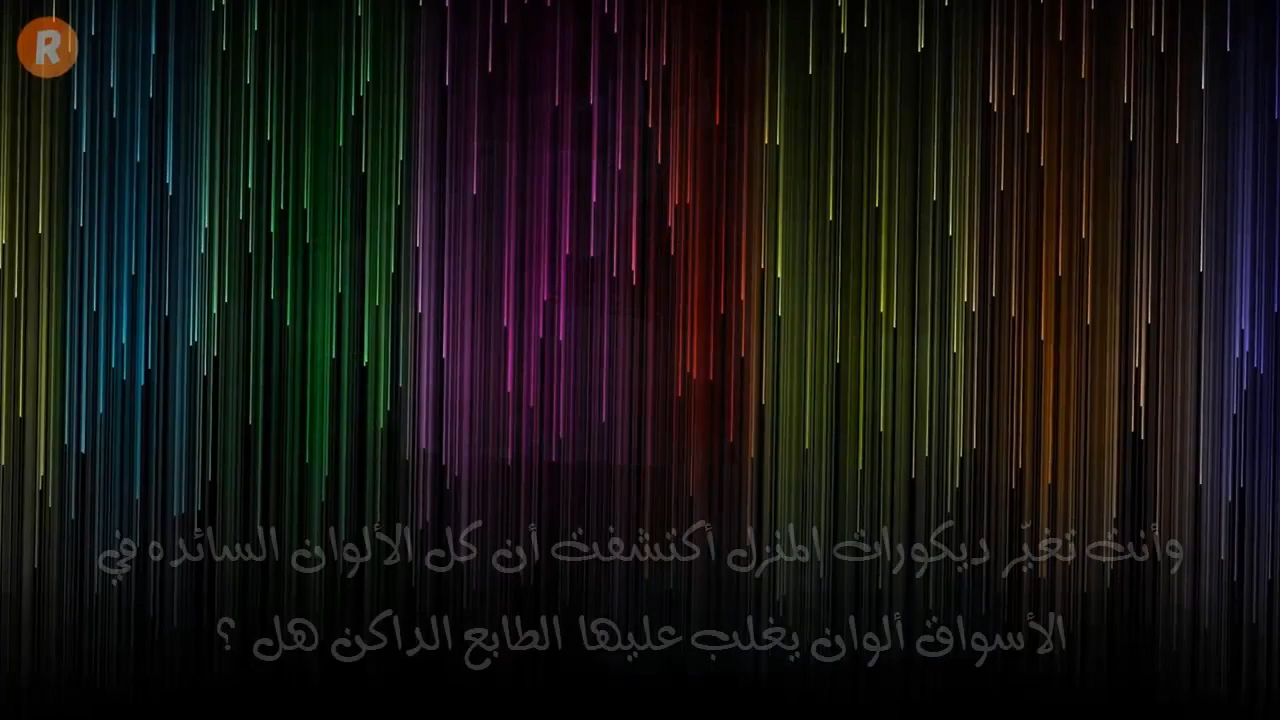 R
وأنت تغيّر ديكورات المنزل أكتشفت أن كل الألوان السائده في
الأسواق ألوان يغلب عليها الطابع الداكن هل ؟